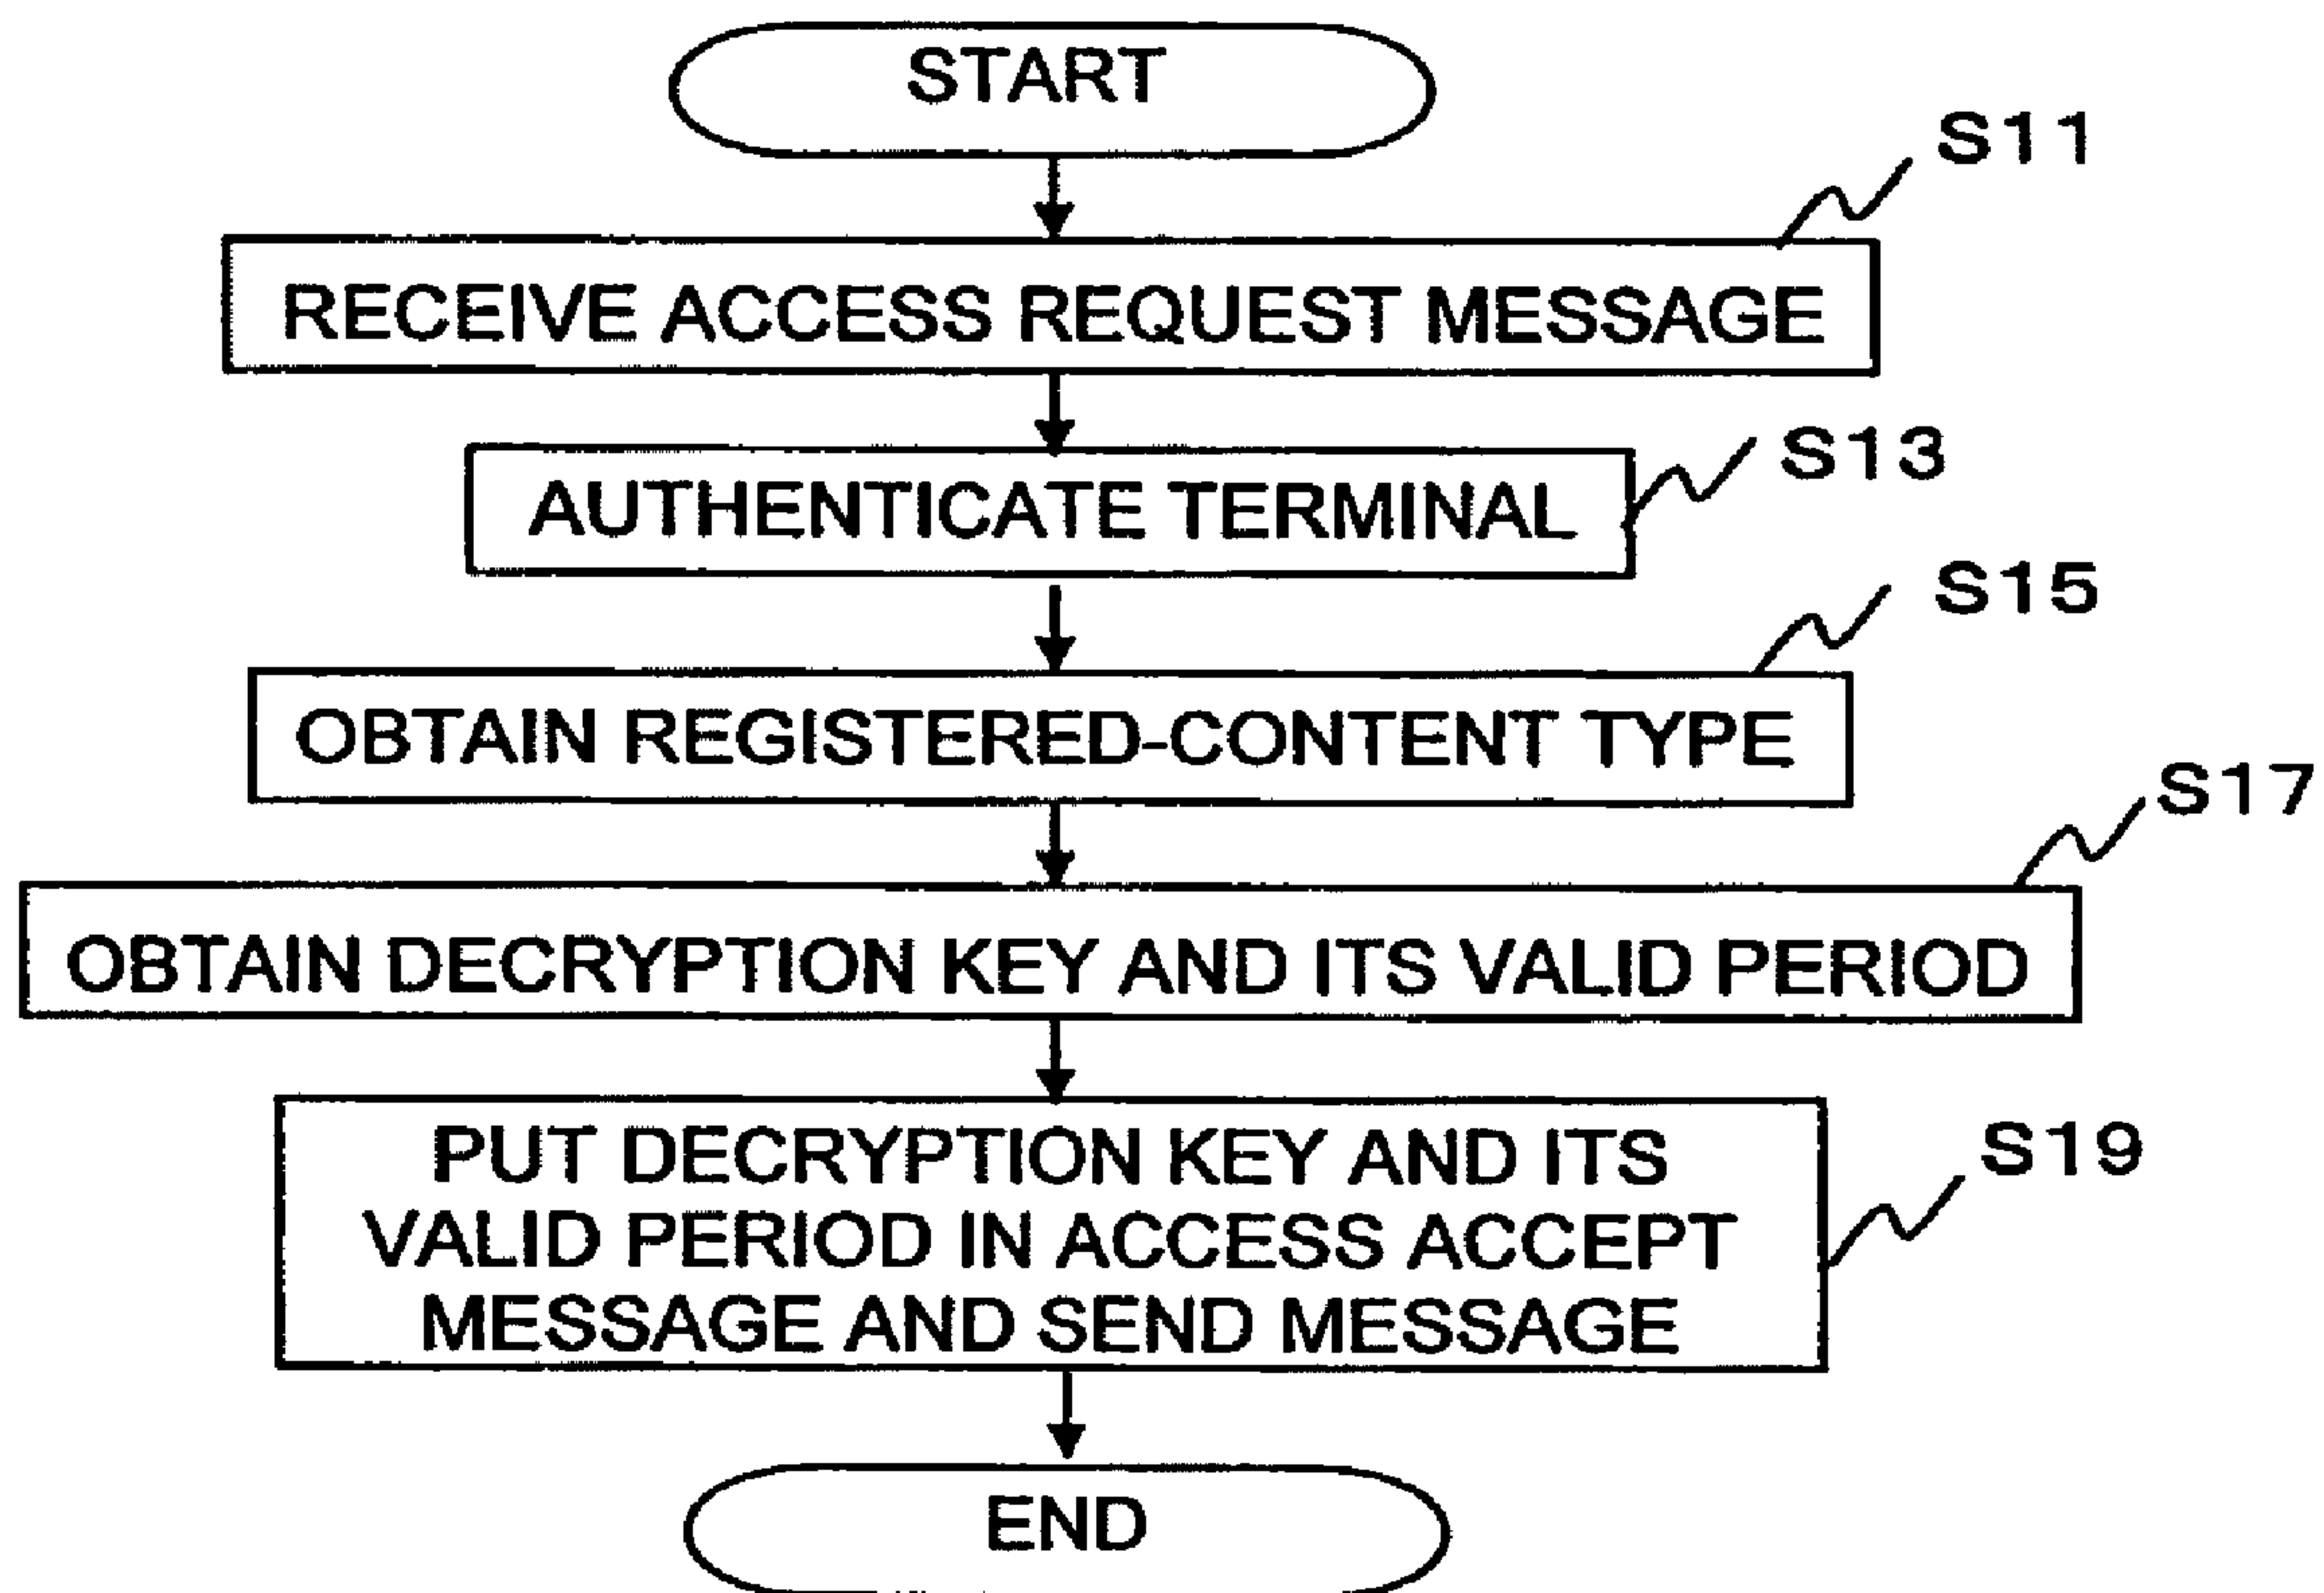 START
S11
RECEIVE ACCESS REQUEST MESSAGE
S13
AUTHENTICATE TERMINAL
S15
OBTAIN REGISTERED-CONTENT TYPE
S17
OBTAIN DECRYPTION KEY AND ITS VALID PERIOD
S19
PUT DECRYPTION KEY AND ITS
VALID PERIOD IN ACCESS ACCEPT
MESSAGE AND SEND MESSAGE
END